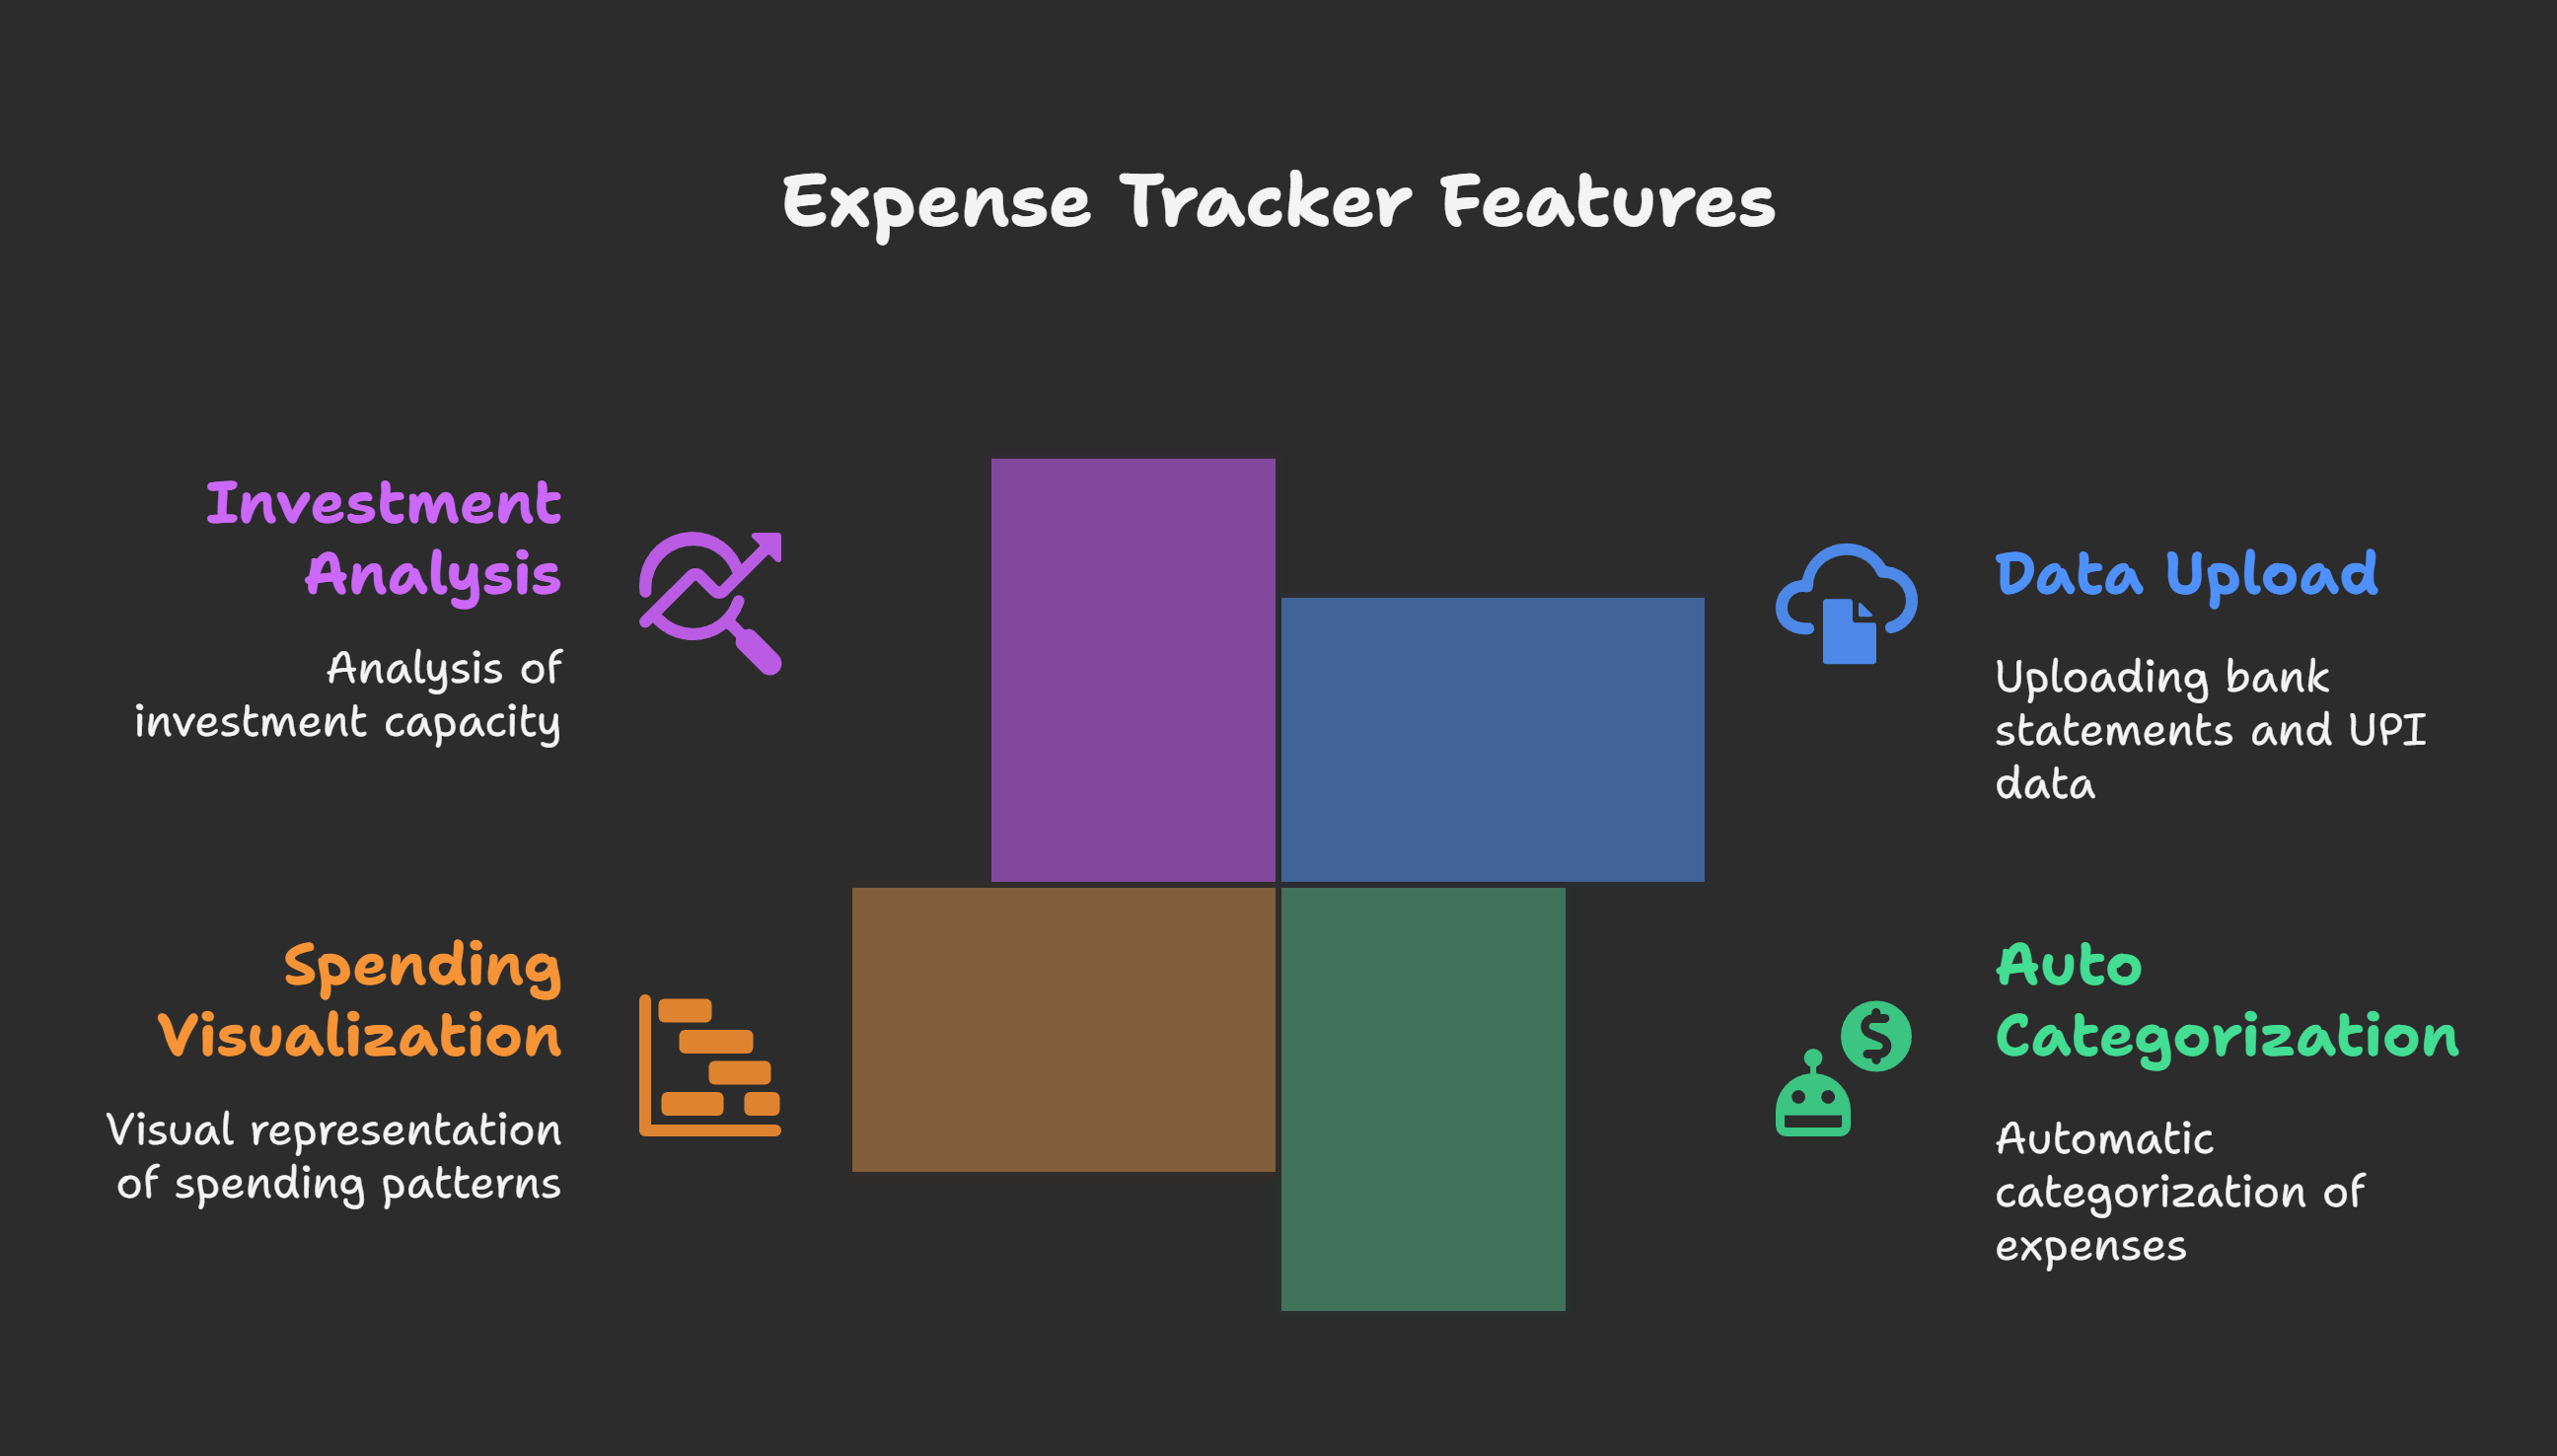 Expense Tracker Features
Investment
Analysis
Analysis of
investment capacity
Data Upload
Uploading bank
statements and UPI
data
Spending
Visualization
Visual representation
of spending patterns
Auto
Categorization
Automatic
categorization of
expenses